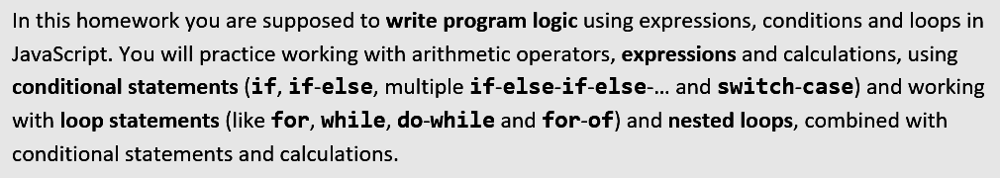 In this homework you are supposed to write program logic using expressions, conditions and loops in
JavaScript. You will practice working with arithmetic operators, expressions and calculations, using
conditional statements (if, if-else, multiple if-else-if-else-... and switch-case) and working
with loop statements (like for, while, do-while and for-of) and nested loops, combined with
conditional statements and calculations.